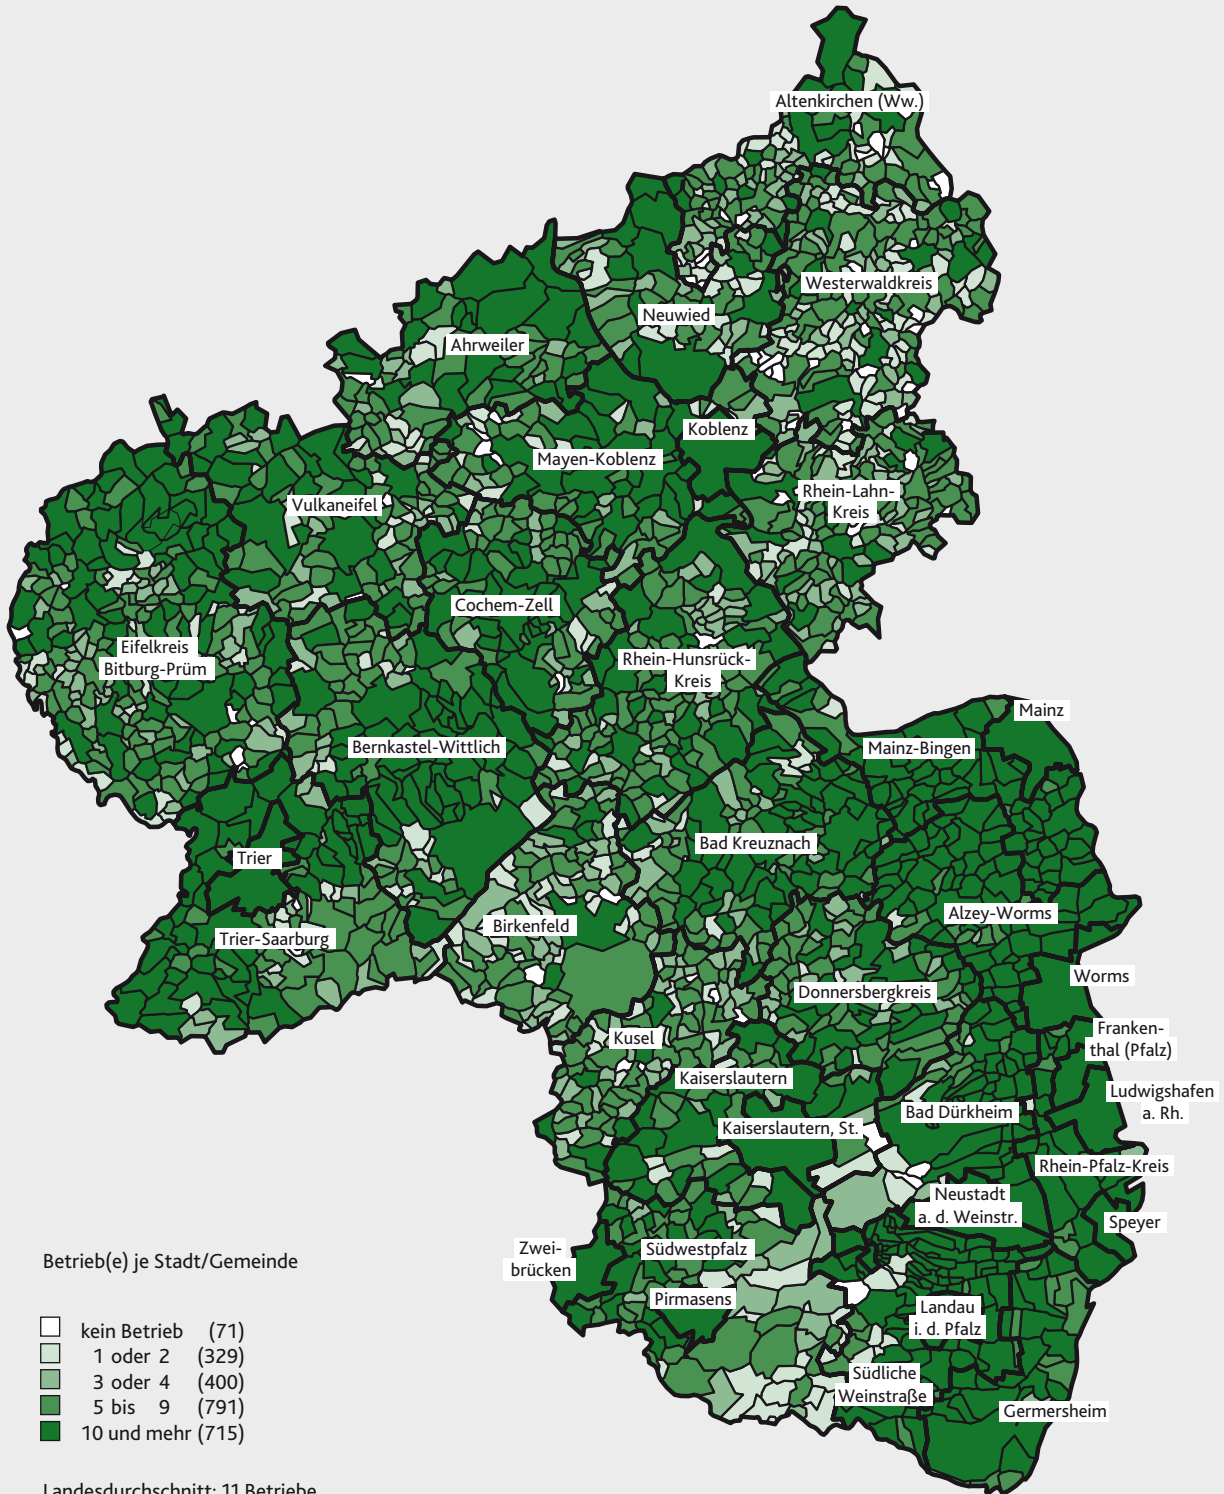 Altenkirchen (Ww.)
Westerwaldkreis
Neuwied
Ahrweiler
Koblenz
Mayen-Koblenz
Rhein-Lahn-
Kreis
Vulkaneifel
Cochem-Zell
Eifelkreis
Bitburg-Prüm
Rhein-Hunsrück-
Kreis
Mainz
Bernkastel-Wittlich
Mainz-Bingen
Bad Kreuznach
Trier
Alzey-Worms
Birkenfeld
Trier-Saarburg
Worms
Donnersbergkreis
Franken-
thal (Pfalz)
Kusel
Kaiserslautern
Ludwigshafen
a. Rh.
Bad Dürkheim
Kaiserslautern, St.
Rhein-Pfalz-Kreis
Neustadt
a. d. Weinstr.
Speyer
Zwei-
brücken
Südwestpfalz
Pirmasens
Landau
i. d. Pfalz
Südliche
Weinstraße
Germersheim
Betrieb(e) je Stadt/Gemeinde
kein Betrieb (71)
1 oder 2 (329)
3 oder 4 (400)
5 bis 9 (791)
10 und mehr (715)
Landesdurchschnitt: 11 Betriebe